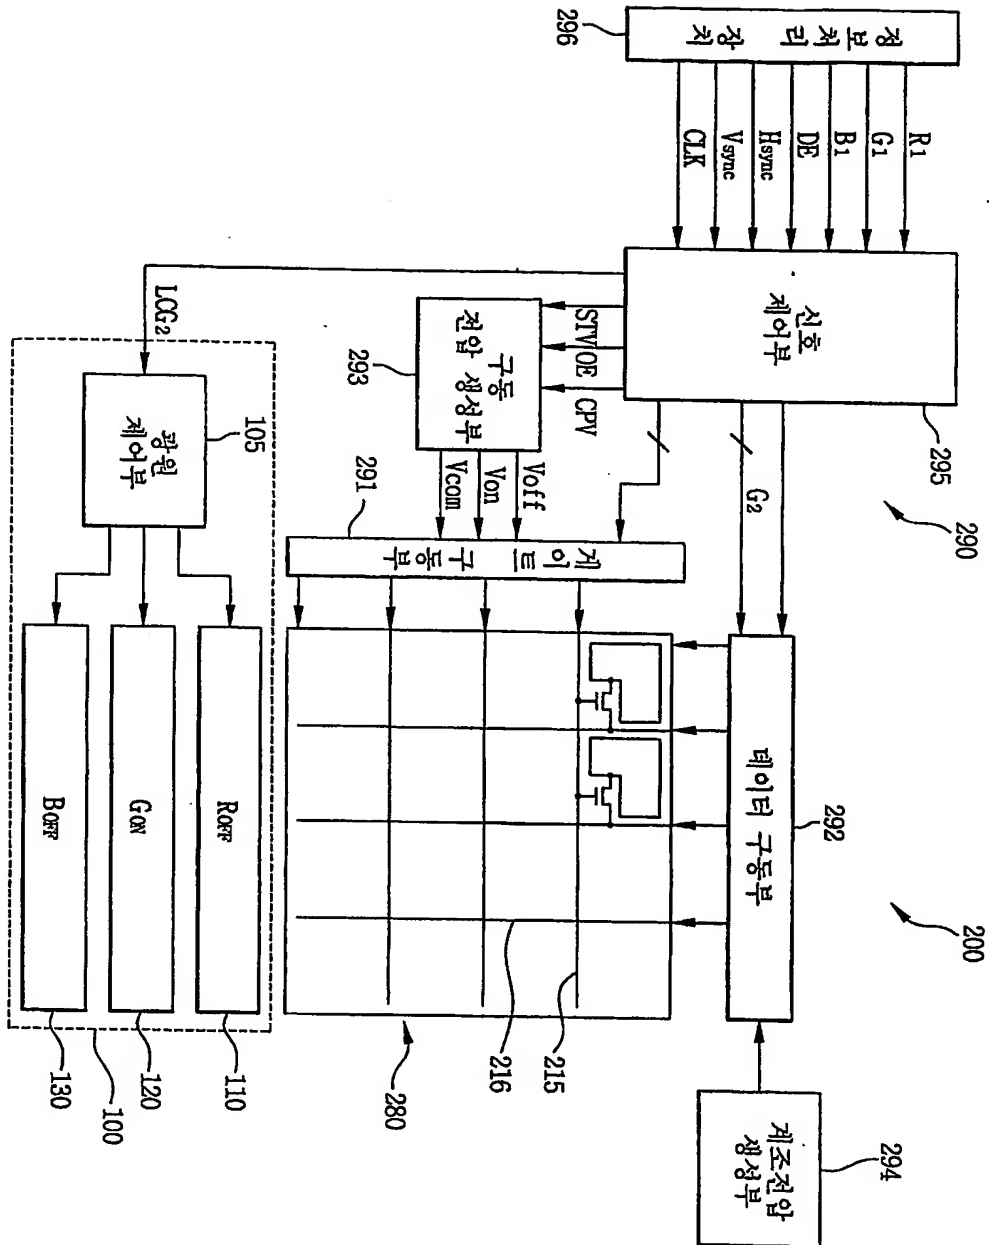 정보처리 장치
296
R1
G1
B1
DE
Hsync
Vsync
CLK
신호
제어부
295
290
200
LCG2
STV
OE
CPV
구동
전압 생성부
293
Voff
Von
Vcom
291
게이트 구동부
G2
데이터 구동부
292
계조전압
생성부
294
광원
제어부
105
ROFF
GON
BOFF
110
120
130
100
215
216
280